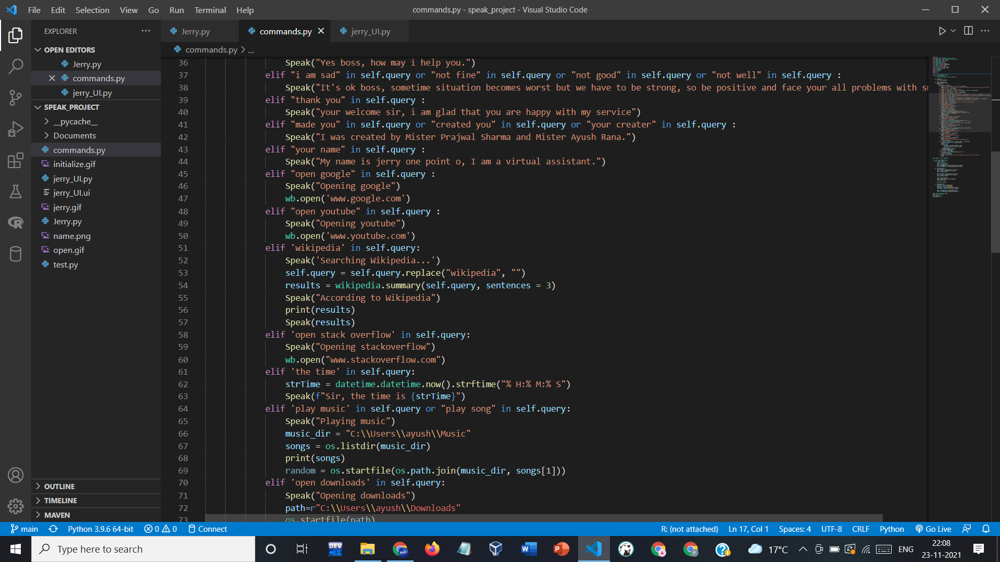 File Edit Selection View Go Run Terminal Help
commands.py - speak_project - Visual Studio Code
EXPLORER
Jerry.py
commands.py
jerry_UI.py
OPEN EDITORS
Jerry.py
commands.py
jerry_UI.py
SPEAK_PROJECT
__pycache__
Documents
commands.py
initialize.gif
jerry_UI.py
jerry_UI.ui
jerry.gif
Jerry.py
name.png
open.gif
test.py
OUTLINE
TIMELINE
MAVEN
commands.py > ...
36 Speak("Yes boss, how may i help you.")
37 elif "i am sad" in self.query or "not fine" in self.query or "not good" in self.query or "not well" in self.query :
38 Speak("It's ok boss, sometime situation becomes worst but we have to be strong, so be positive and face your all problems with
39 elif "thank you" in self.query :
40 Speak("your welcome sir, i am glad that you are happy with my service")
41 elif "made you" in self.query or "created you" in self.query or "your creater" in self.query :
42 Speak("I was created by Mister Prajwal Sharma and Mister Ayush Rana.")
43 elif "your name" in self.query :
44 Speak("My name is jerry one point o, I am a virtual assistant.")
45 elif "open google" in self.query :
46 Speak("Opening google")
47 wb.open('www.google.com')
48 elif "open youtube" in self.query :
49 Speak("Opening youtube")
50 wb.open('www.youtube.com')
51 elif 'wikipedia' in self.query:
52 Speak('Searching Wikipedia...')
53 self.query = self.query.replace("wikipedia", "")
54 results = wikipedia.summary(self.query, sentences = 3)
55 Speak("According to Wikipedia")
56 print(results)
57 Speak(results)
58 elif 'open stack overflow' in self.query:
59 Speak("Opening stackoverflow")
60 wb.open("www.stackoverflow.com")
61 elif 'the time' in self.query:
62 strTime = datetime.datetime.now().strftime("% H:% M:% S")
63 Speak(f"Sir, the time is {strTime}")
64 elif 'play music' in self.query or "play song" in self.query:
65 Speak("Playing music")
66 music_dir = "C:\\Users\\ayush\\Music"
67 songs = os.listdir(music_dir)
68 print(songs)
69 random = os.startfile(os.path.join(music_dir, songs[1]))
70 elif 'open downloads' in self.query:
71 Speak("Opening downloads")
72 path=r"C:\\Users\\ayush\\Downloads"
73 os.startfile(path)
main Python 3.9.6 64-bit 0 0 Connect R: (not attached) Ln 17, Col 1 Spaces: 4 UTF-8 CRLF Python Go Live
Type here to search
DEV C++
17°C
ENG
22:08
23-11-2021